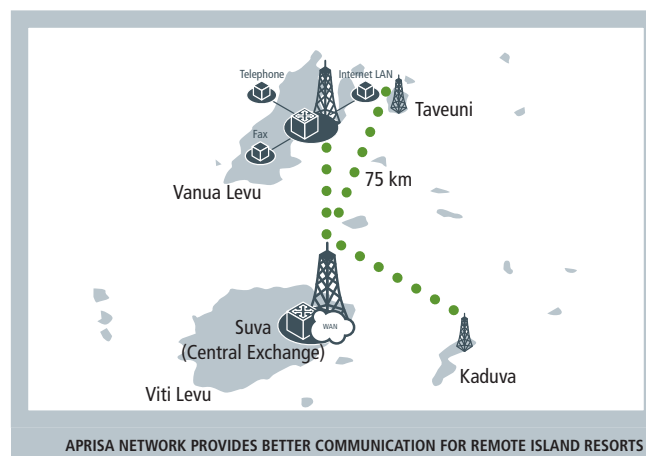 Telephone
Internet LAN
Taveuni
Fax
75 km
Vanua Levu
Suva
(Central Exchange)
WAN
Kaduva
Viti Levu
APRISA NETWORK PROVIDES BETTER COMMUNICATION FOR REMOTE ISLAND RESORTS